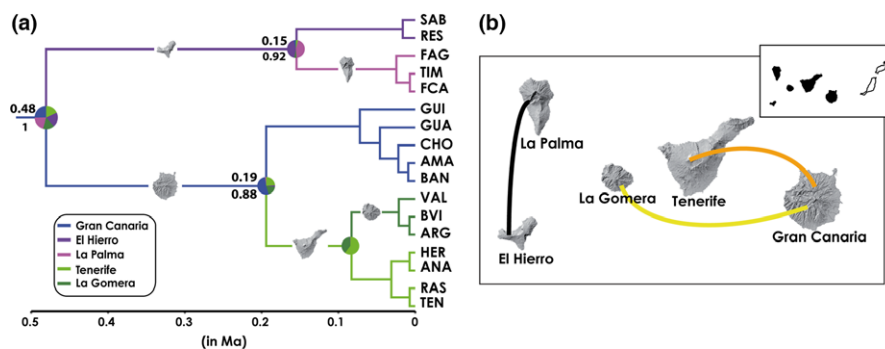 (a)
SAB
RES
FAG
TIM
FCA
GUI
GUA
CHO
AMA
BAN
VAL
BVI
ARG
HER
ANA
RAS
TEN
0.15
0.92
0.48
1
0.19
0.88
Gran Canaria
El Hierro
La Palma
Tenerife
La Gomera
0.5 0.4 0.3 0.2 0.1 0
(in Ma)
(b)
La Palma
La Gomera
Tenerife
Gran Canaria
El Hierro